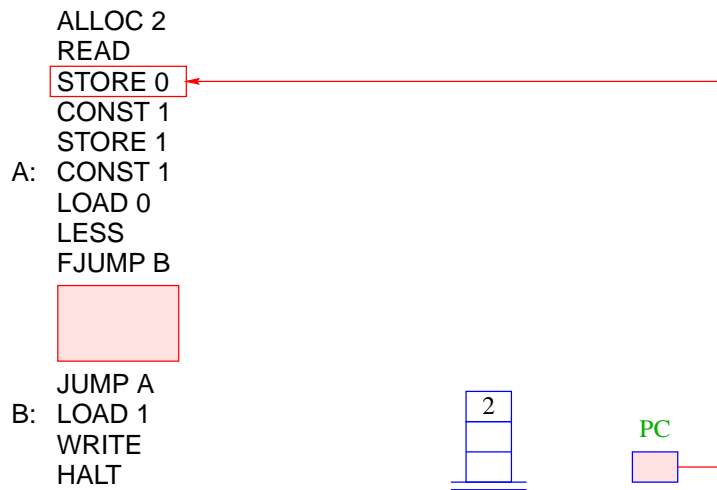 ALLOC 2
READ
STORE 0
CONST 1
STORE 1
A: CONST 1
LOAD 0
LESS
FJUMP B
JUMP A
B: LOAD 1
WRITE
HALT
2
PC